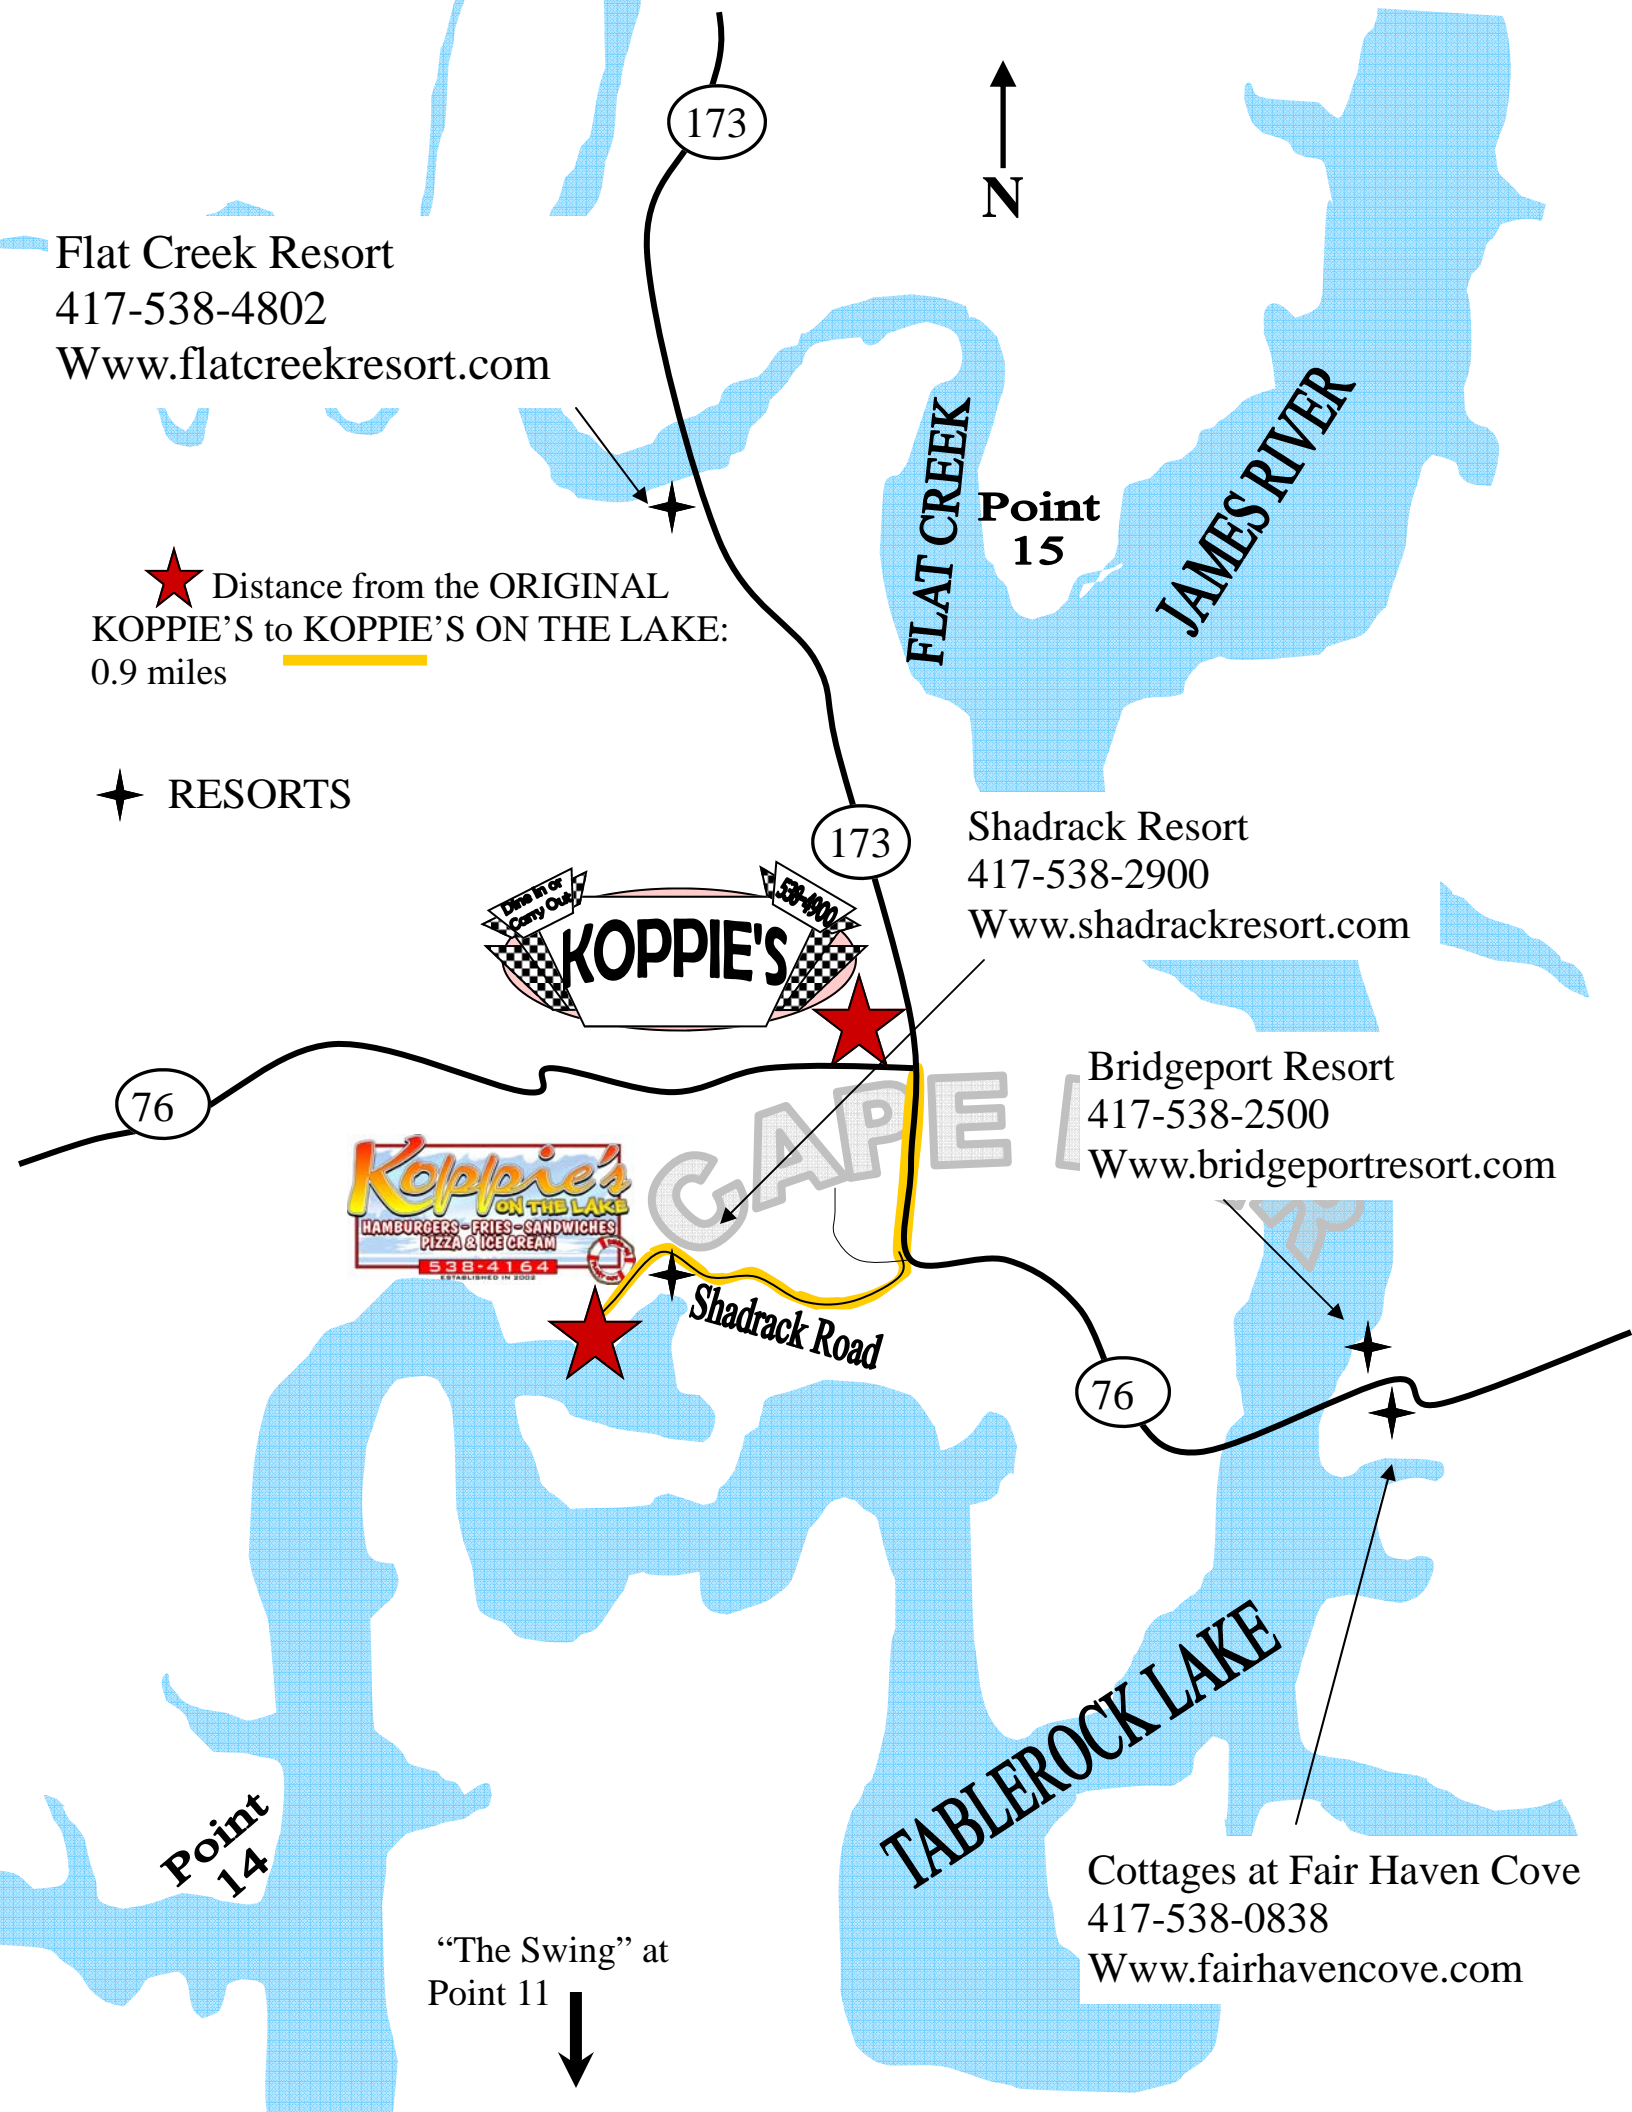 173
N
Flat Creek Resort
417-538-4802
Www.flatcreekresort.com
FLAT CREEK
Point
15
JAMES RIVER
Distance from the ORIGINAL
KOPPIE'S to KOPPIE'S ON THE LAKE:
0.9 miles
RESORTS
173
Shadrack Resort
417-538-2900
Www.shadrackresort.com
Dine In or
Carry Out
538-4900
KOPPIE'S
76
CAPE
Bridgeport Resort
417-538-2500
Www.bridgeportresort.com
Koppie's
ON THE LAKE
HAMBURGERS - FRIES - SANDWICHES
PIZZA & ICE CREAM
538-4164
ESTABLISHED IN 2002
Shadrack Road
76
TABLEROCK LAKE
Point
14
Cottages at Fair Haven Cove
417-538-0838
Www.fairhavencove.com
“The Swing” at
Point 11